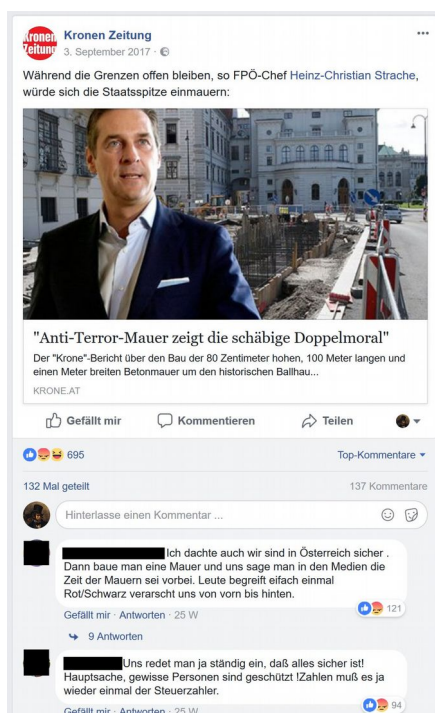 Kronen
Zeitung
Kronen Zeitung
3. September 2017 ·
Während die Grenzen offen bleiben, so FPÖ-Chef Heinz-Christian Strache,
würde sich die Staatsspitze einmauern:
"Anti-Terror-Mauer zeigt die schäbige Doppelmoral"
Der "Krone"-Bericht über den Bau der 80 Zentimeter hohen, 100 Meter langen und
einen Meter breiten Betonmauer um den historischen Ballhau...
KRONE.AT
Gefällt mir Kommentieren Teilen
695 Top-Kommentare
132 Mal geteilt 137 Kommentare
Hinterlasse einen Kommentar ...
Ich dachte auch wir sind in Österreich sicher .
Dann baue man eine Mauer und uns sage man in den Medien die
Zeit der Mauern sei vorbei. Leute begreift eifach einmal
Rot/Schwarz verarscht uns von vorn bis hinten.
Gefällt mir · Antworten · 25 W 121
9 Antworten
Uns redet man ja ständig ein, daß alles sicher ist!
Hauptsache, gewisse Personen sind geschützt !Zahlen muß es ja
wieder einmal der Steuerzahler.
Gefällt mir · Antworten · 25 W 94